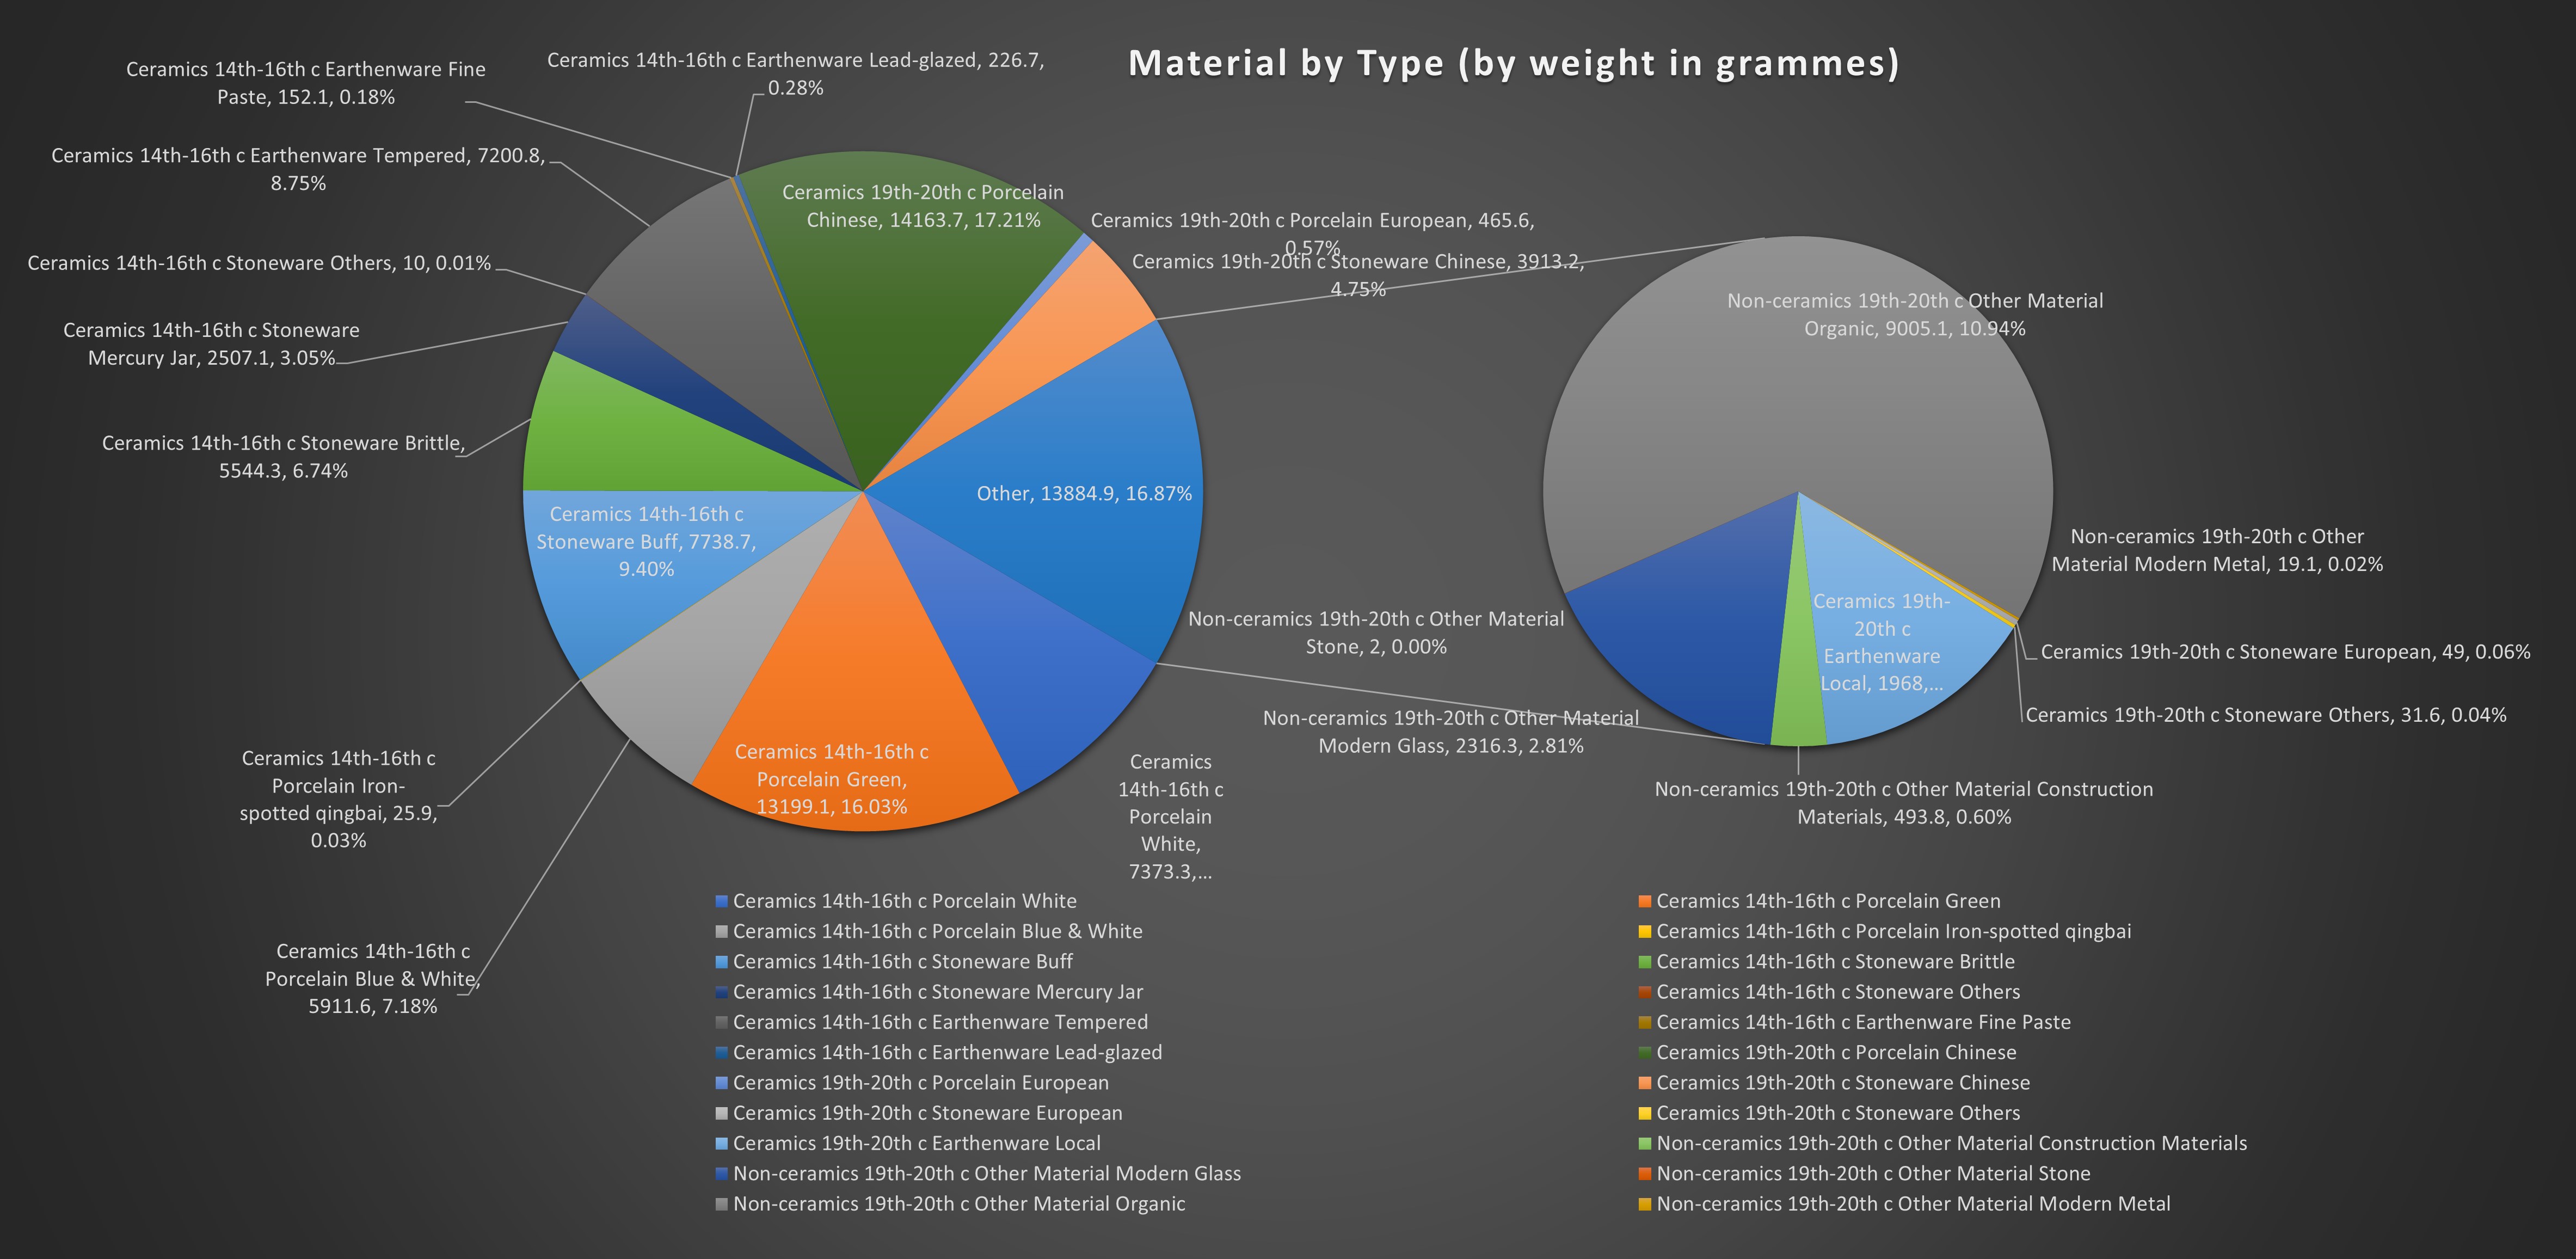 Material by Type (by weight in grammes)
Ceramics 14th-16th c Earthenware Fine
Paste, 152.1, 0.18%
Ceramics 14th-16th c Earthenware Lead-glazed, 226.7,
0.28%
Ceramics 14th-16th c Earthenware Tempered, 7200.8,
8.75%
Ceramics 14th-16th c Stoneware Others, 10, 0.01%
Ceramics 14th-16th c Stoneware
Mercury Jar, 2507.1, 3.05%
Ceramics 14th-16th c Stoneware Brittle,
5544.3, 6.74%
Ceramics 14th-16th c
Stoneware Buff, 7738.7,
9.40%
Ceramics 14th-16th c
Porcelain Iron-
spotted qingbai, 25.9,
0.03%
Ceramics 14th-16th c
Porcelain Blue & White,
5911.6, 7.18%
Ceramics 14th-16th c
Porcelain Green,
13199.1, 16.03%
Ceramics
14th-16th c
Porcelain
White,
7373.3,...
Ceramics 19th-20th c Porcelain
Chinese, 14163.7, 17.21%
Ceramics 19th-20th c Porcelain European, 465.6,
0.57%
Ceramics 19th-20th c Stoneware Chinese, 3913.2,
4.75%
Other, 13884.9, 16.87%
Non-ceramics 19th-20th c Other Material
Stone, 2, 0.00%
Non-ceramics 19th-20th c Other Material
Modern Glass, 2316.3, 2.81%
Non-ceramics 19th-20th c Other Material
Organic, 9005.1, 10.94%
Non-ceramics 19th-20th c Other
Material Modern Metal, 19.1, 0.02%
Ceramics 19th-20th c Stoneware European, 49, 0.06%
Ceramics 19th-20th c Stoneware Others, 31.6, 0.04%
Ceramics 19th-
20th c
Earthenware
Local, 1968,...
Non-ceramics 19th-20th c Other Material Construction
Materials, 493.8, 0.60%
Ceramics 14th-16th c Porcelain White
Ceramics 14th-16th c Porcelain Green
Ceramics 14th-16th c Porcelain Blue & White
Ceramics 14th-16th c Porcelain Iron-spotted qingbai
Ceramics 14th-16th c Stoneware Buff
Ceramics 14th-16th c Stoneware Brittle
Ceramics 14th-16th c Stoneware Mercury Jar
Ceramics 14th-16th c Stoneware Others
Ceramics 14th-16th c Earthenware Tempered
Ceramics 14th-16th c Earthenware Fine Paste
Ceramics 14th-16th c Earthenware Lead-glazed
Ceramics 19th-20th c Porcelain Chinese
Ceramics 19th-20th c Porcelain European
Ceramics 19th-20th c Stoneware Chinese
Ceramics 19th-20th c Stoneware European
Ceramics 19th-20th c Stoneware Others
Ceramics 19th-20th c Earthenware Local
Non-ceramics 19th-20th c Other Material Construction Materials
Non-ceramics 19th-20th c Other Material Modern Glass
Non-ceramics 19th-20th c Other Material Stone
Non-ceramics 19th-20th c Other Material Organic
Non-ceramics 19th-20th c Other Material Modern Metal